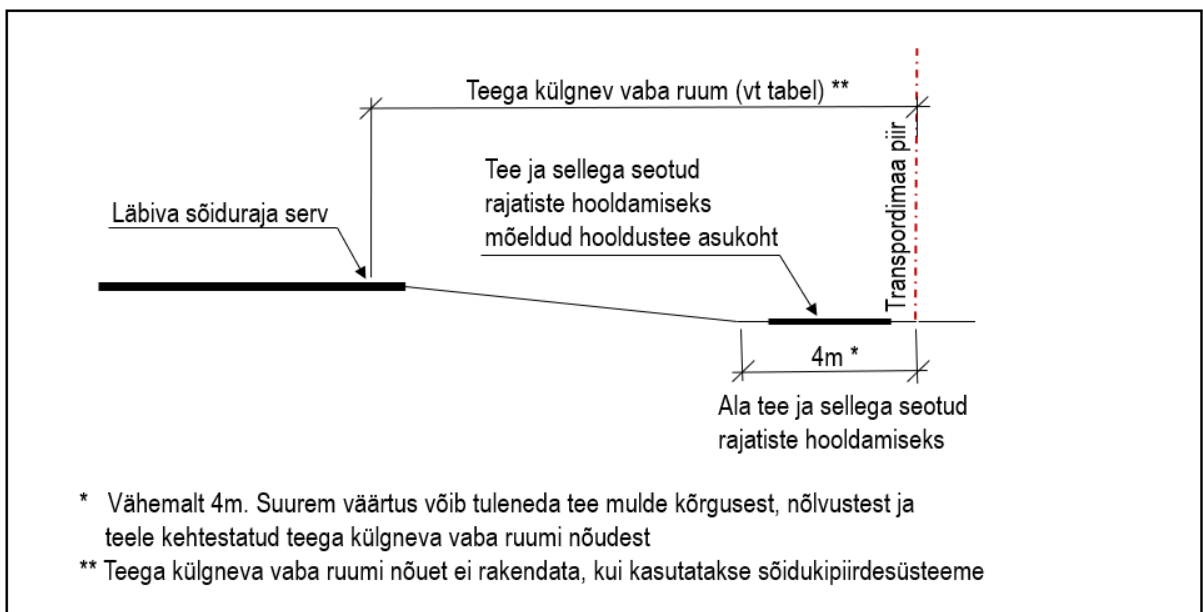 Teega külgnev vaba ruum (vt tabel) **
Transpordimaa piir
Tee ja sellega seotud
rajatiste hooldamiseks
mõeldud hooldustee asukoht
Läbiva sõiduraja serv
4m *
Ala tee ja sellega seotud
rajatiste hooldamiseks
* Vähemalt 4m. Suurem väärtus võib tuleneda tee mulde kõrgusest, nõlvustest ja
teele kehtestatud teega külgneva vaba ruumi nõudest
** Teega külgneva vaba ruumi nõuet ei rakendata, kui kasutatakse sõidukipiirdesüsteeme